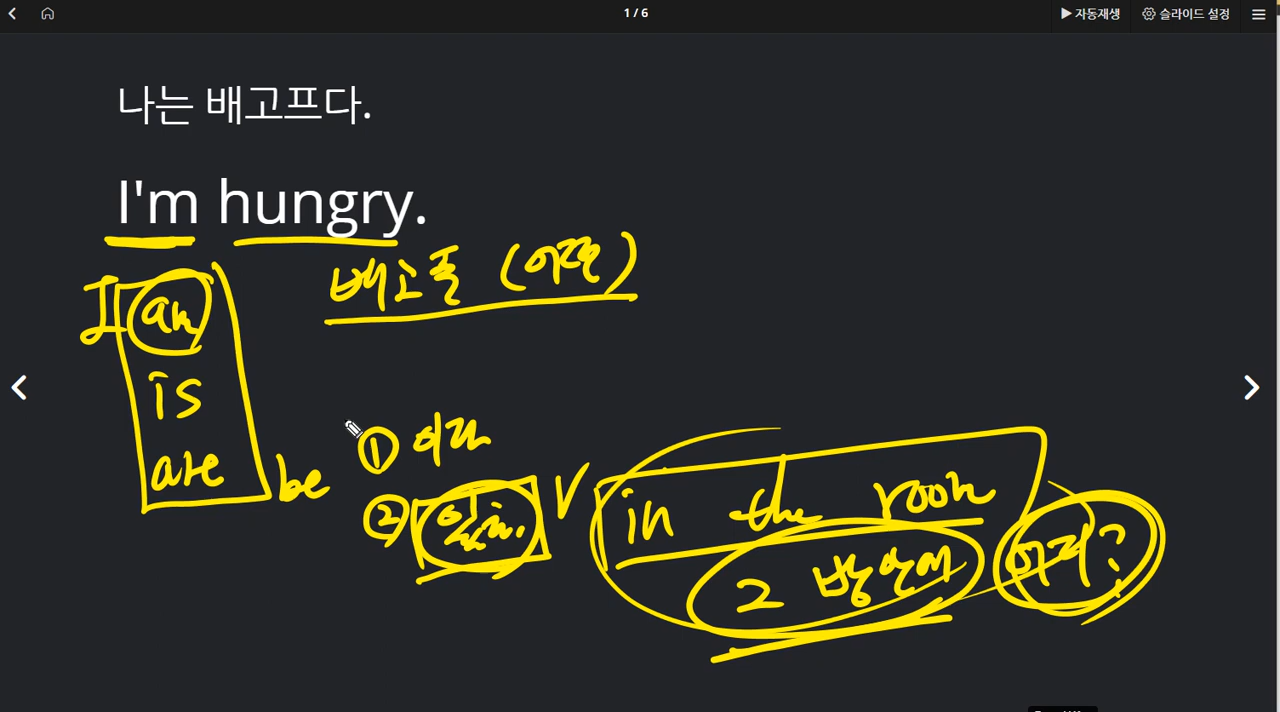 1 / 6
자동재생
슬라이드 설정
나는 배고프다.
I'm hungry.
배고픔 (어떤)
I am
is
are be
① 이다
② 있다. V in the room
2 방안에 어디?